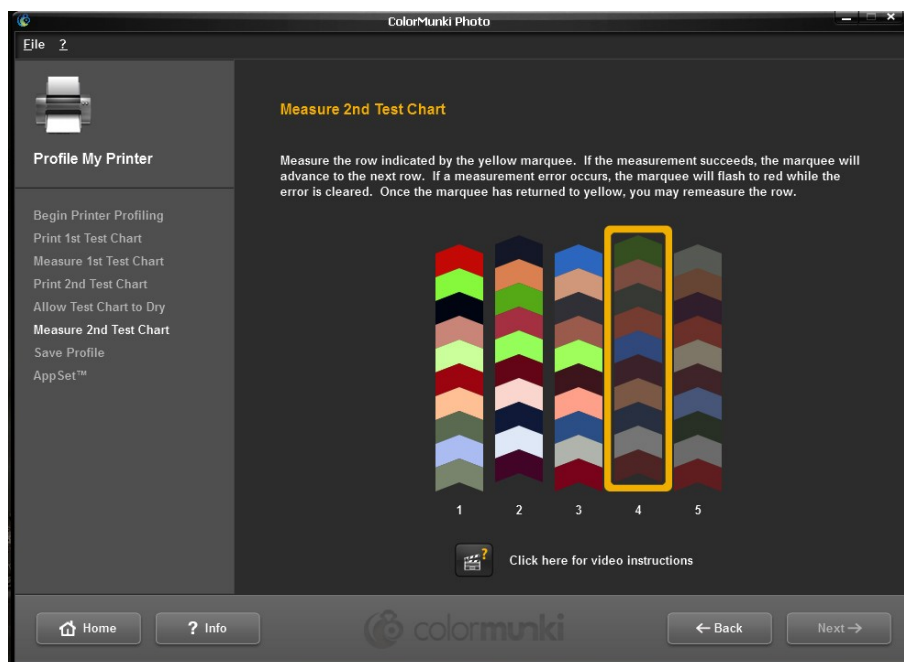 ColorMunki Photo
File ?
Profile My Printer
Begin Printer Profiling
Print 1st Test Chart
Measure 1st Test Chart
Print 2nd Test Chart
Allow Test Chart to Dry
Measure 2nd Test Chart
Save Profile
AppSet™
Measure 2nd Test Chart
Measure the row indicated by the yellow marquee. If the measurement succeeds, the marquee will
advance to the next row. If a measurement error occurs, the marquee will flash to red while the
error is cleared. Once the marquee has returned to yellow, you may remeasure the row.
1 2 3 4 5
?
Click here for video instructions
Home
? Info
colormunki
← Back
Next →